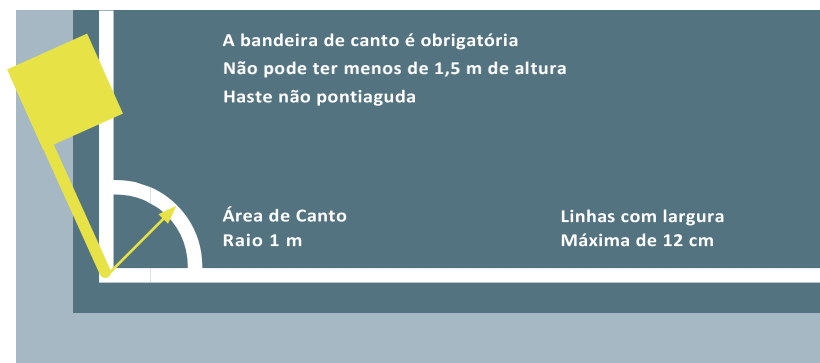 A bandeira de canto é obrigatória
Não pode ter menos de 1,5 m de altura
Haste não pontiaguda
Área de Canto
Raio 1 m
Linhas com largura
Máxima de 12 cm